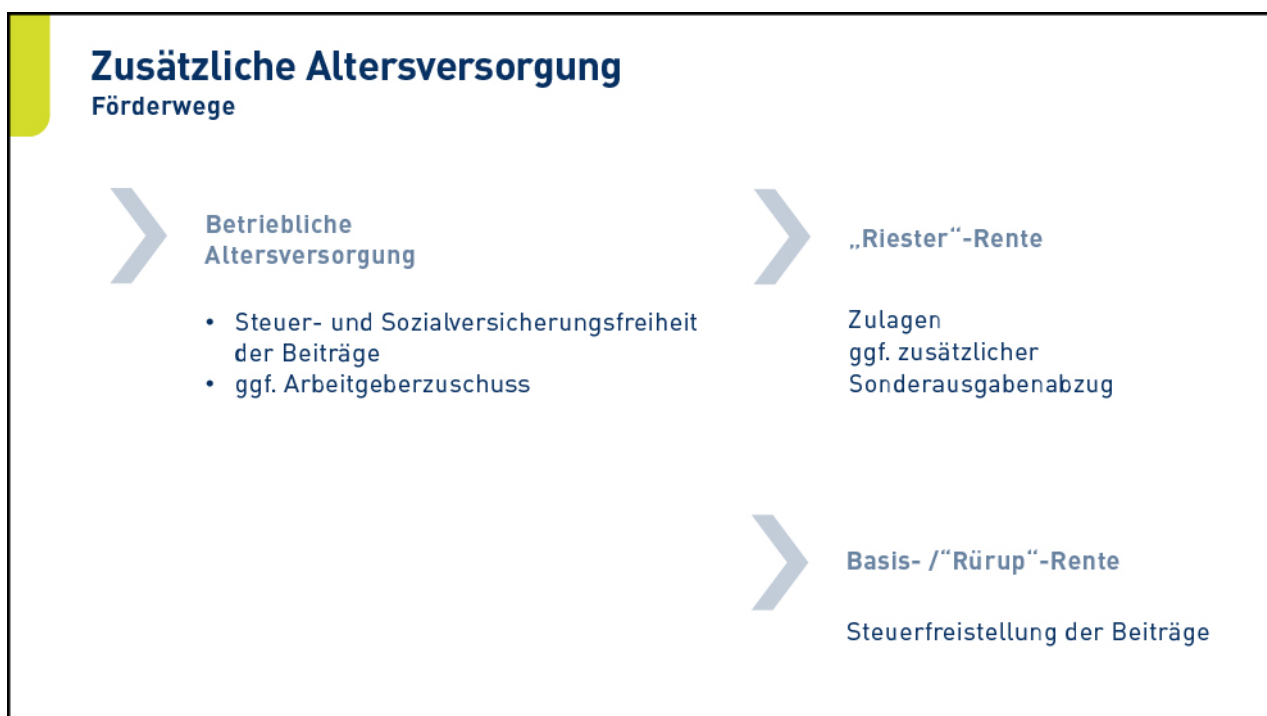 Zusätzliche Altersversorgung
Förderwege
Betriebliche
Altersversorgung
• Steuer- und Sozialversicherungsfreiheit
der Beiträge
• ggf. Arbeitgeberzuschuss
„Riester“-Rente
Zulagen
ggf. zusätzlicher
Sonderausgabenabzug
Basis- /“Rürup“-Rente
Steuerfreistellung der Beiträge